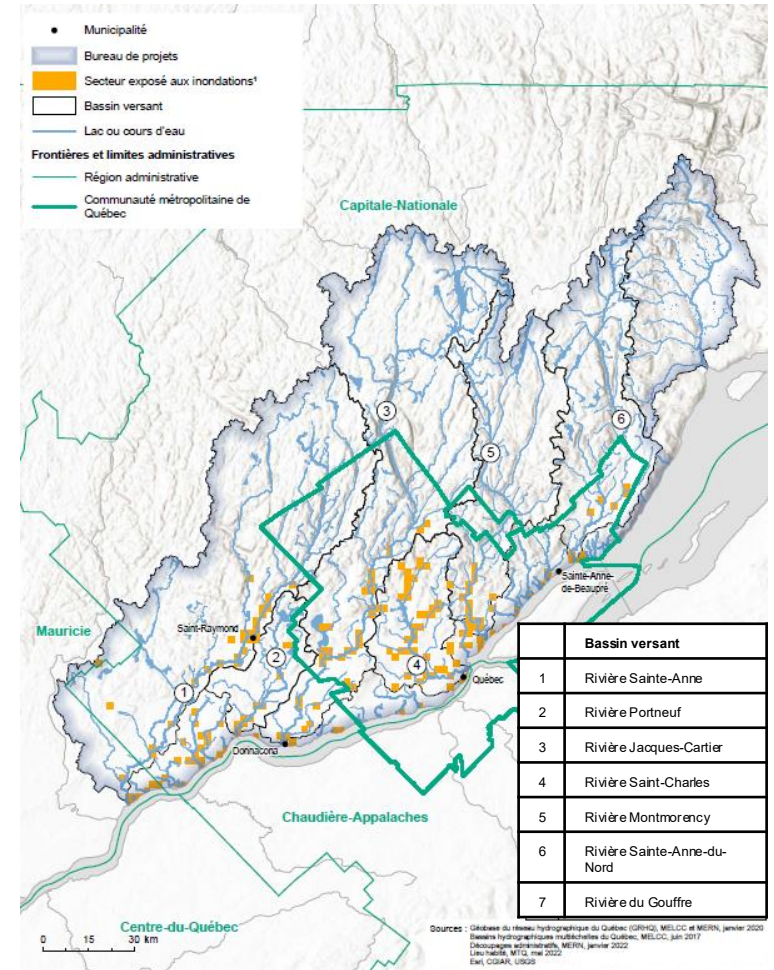 Municipalité
Bureau de projets
Secteur exposé aux inondations¹
Bassin versant
Lac ou cours d'eau
Frontières et limites administratives
Région administrative
Communauté métropolitaine de
Québec
Capitale-Nationale
3
6
5
Sainte-Anne-
de-Beaupré
Mauricie
Saint-Raymond
2
4
1
Québec
Donnacona
Chaudière-Appalaches
Centre-du-Québec
0 15 30 km
Bassin versant
1 Rivière Sainte-Anne
2 Rivière Portneuf
3 Rivière Jacques-Cartier
4 Rivière Saint-Charles
5 Rivière Montmorency
6 Rivière Sainte-Anne-du-
Nord
7 Rivière du Gouffre
Sources : Géobase du réseau hydrographique du Québec (GRHQ), MELCC et MERN, janvier 2020
Bassins hydrographiques multiéchelles du Québec, MELCC, juin 2017
Découpages administratifs, MERN, janvier 2022
Lieu habité, MTQ, mai 2022
Esri, CGIAR, USGS